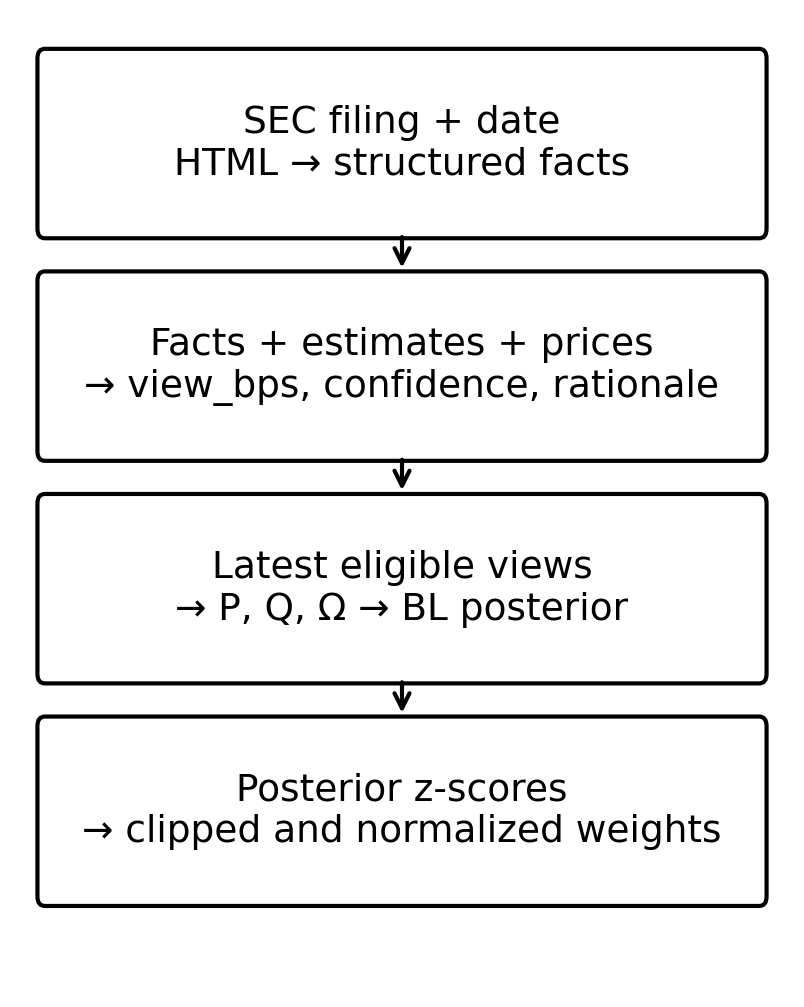 SEC filing + date
HTML → structured facts
Facts + estimates + prices
→ view_bps, confidence, rationale
Latest eligible views
→ P, Q, Ω → BL posterior
Posterior z-scores
→ clipped and normalized weights